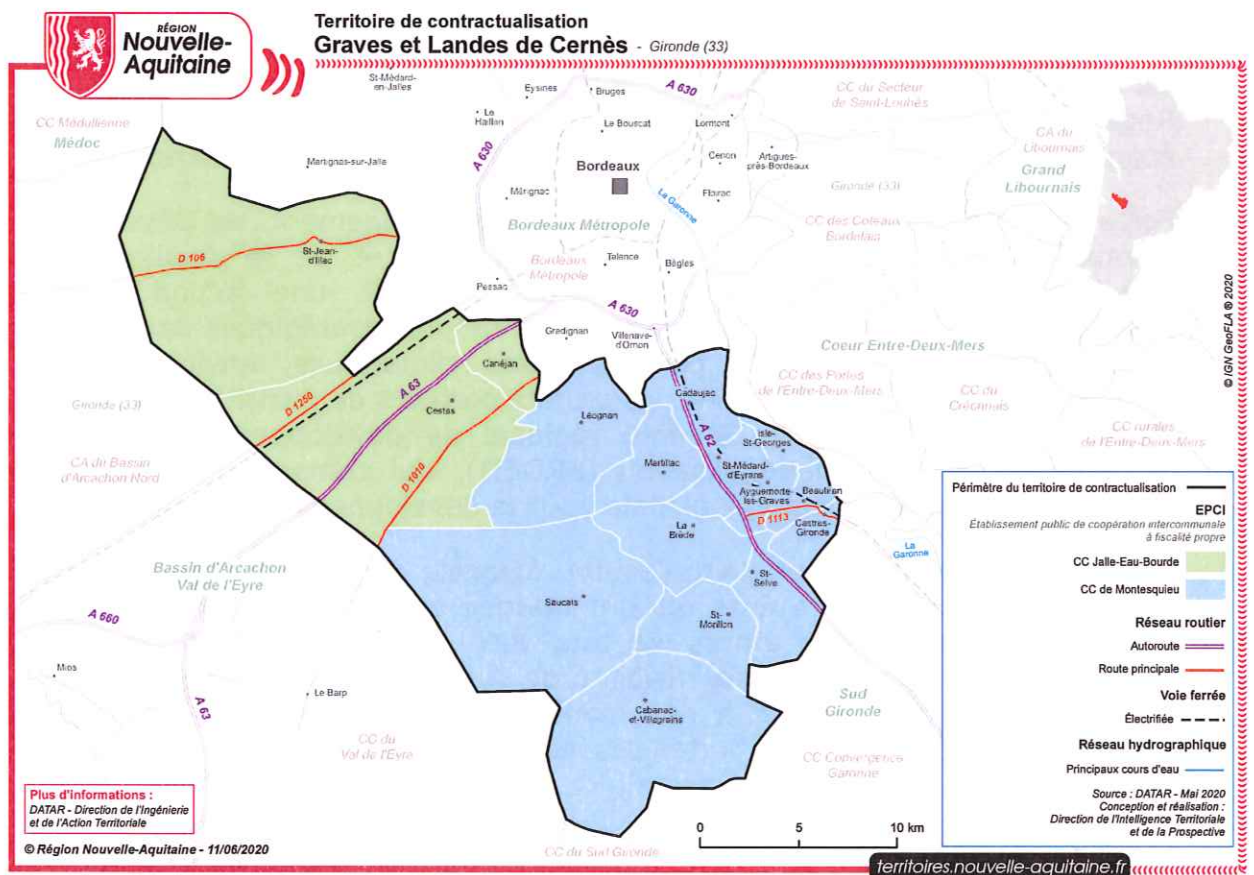 RÉGION
Nouvelle-
Aquitaine
Territoire de contractualisation
Graves et Landes de Cernès - Gironde (33)
St-Médard-
en-Jalles
Eysines
Bruges
A 630
CC du Secteur
de Saint-Loubès
CC Médullienne
Médoc
Le
Haillan
Le Bouscat
Lormont
CA du
Libournais
Grand
Libournais
Martignas-sur-Jalle
A 630
Bordeaux
Cenon
Artigues-
près-Bordeaux
Mérignac
La Garonne
Floirac
Gironde (33)
Bordeaux Métropole
CC des Coteaux
Bordelais
D 106
St-Jean-
d'Illac
Bordeaux
Métropole
Talence
Bègles
Pessac
A 630
Gradignan
Villenave-
d'Ornon
Coeur Entre-Deux-Mers
© IGN GeoFLA ® 2020
Canéjan
A 63
CC des Portes
de l'Entre-Deux-Mers
CC du
Créonnais
Gironde (33)
D 1250
Cestas
Cadaujac
A 62
Léognan
Isle-
St-Georges
CC rurales
de l'Entre-Deux-Mers
CA du Bassin
d'Arcachon Nord
D 1010
Martillac
St-Médard-
d'Eyrans
Ayguemorte-
les-Graves
Beautiran
D 1113
Castres-
Gironde
La
Brède
La
Garonne
Bassin d'Arcachon
Val de l'Eyre
St-
Selve
Saucats
St-
Morillon
A 660
Mios
A 63
Le Barp
Cabanac-
et-Villagrains
Sud
Gironde
CC du
Val de l'Eyre
CC Convergence
Garonne
CC du Sud Gironde
Périmètre du territoire de contractualisation
EPCI
Établissement public de coopération intercommunale
à fiscalité propre
CC Jalle-Eau-Bourde
CC de Montesquieu
Réseau routier
Autoroute
Route principale
Voie ferrée
Électrifiée
Réseau hydrographique
Principaux cours d'eau
Source : DATAR - Mai 2020
Conception et réalisation :
Direction de l'Intelligence Territoriale
et de la Prospective
Plus d'informations :
DATAR - Direction de l'Ingénierie
et de l'Action Territoriale
0 5 10 km
© Région Nouvelle-Aquitaine - 11/06/2020
territoires.nouvelle-aquitaine.fr